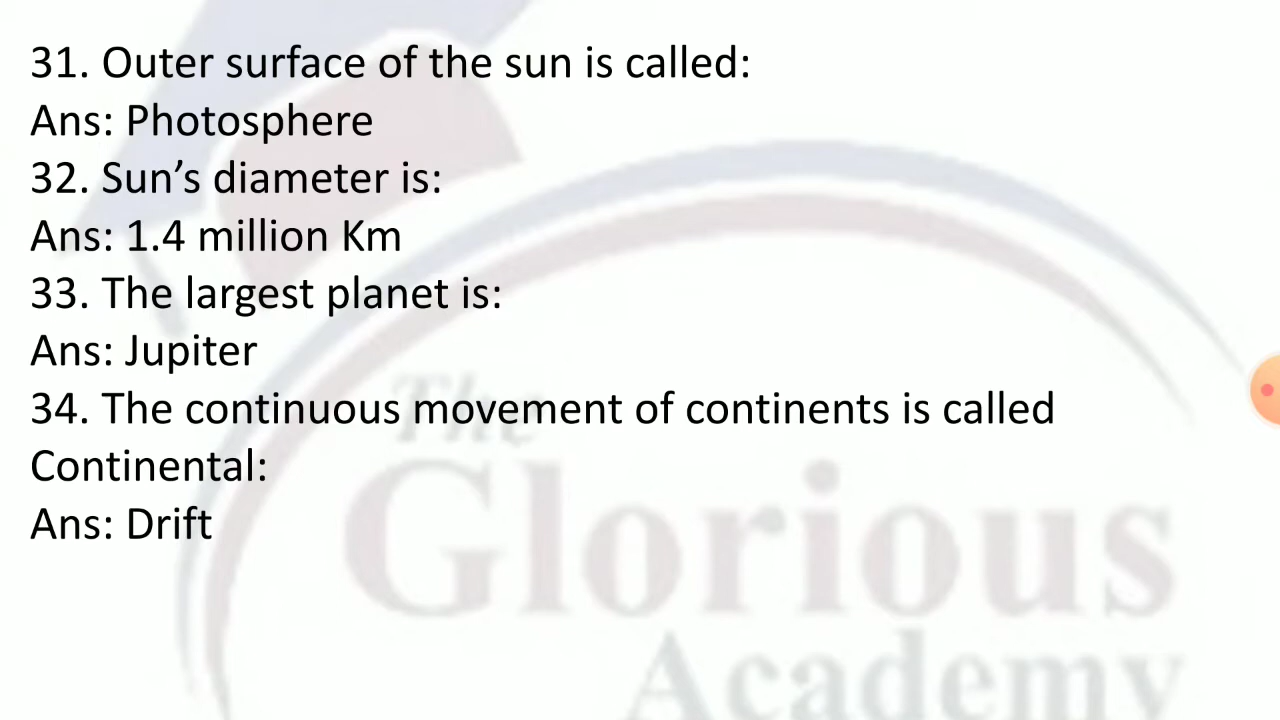 31. Outer surface of the sun is called:
Ans: Photosphere
32. Sun’s diameter is:
Ans: 1.4 million Km
33. The largest planet is:
Ans: Jupiter
34. The continuous movement of continents is called
Continental:
Ans: Drift
The
Glorious
Academy